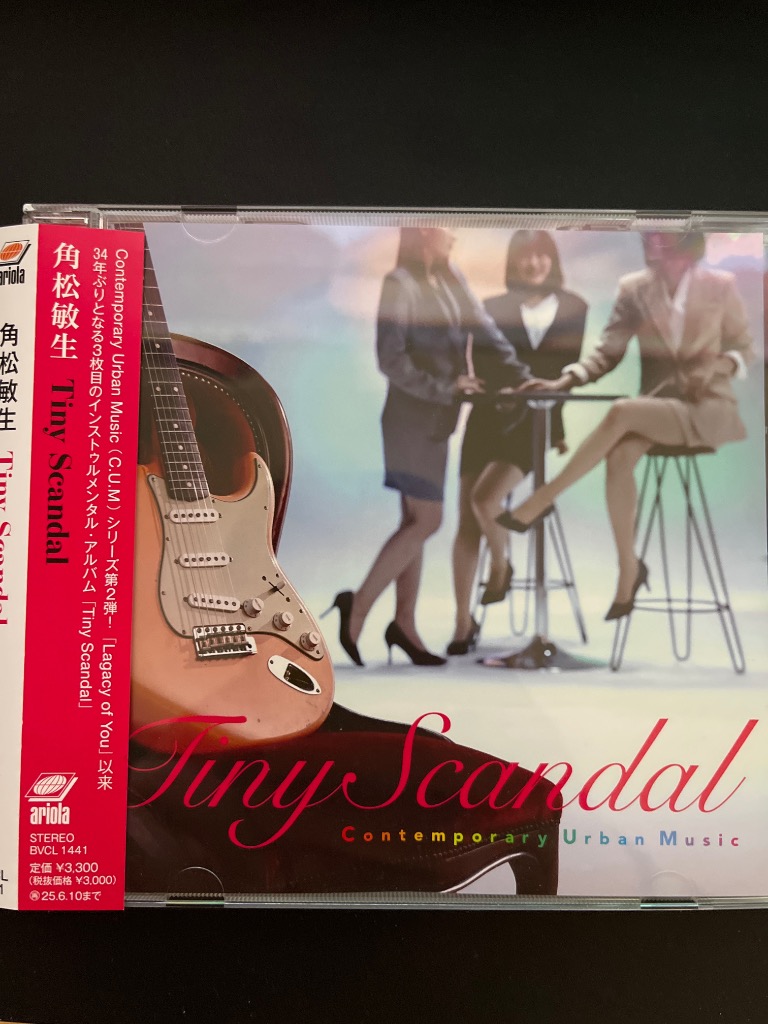 ariola
角松敏生 Tiny Scandal
角松敏生 Tiny Scandal
Contemporary Urban Music（C.U.M）シリーズ第2弾！「Lagacy of You」以来
34年ぶりとなる3枚目のインストゥルメンタル・アルバム「Tiny Scandal」
ariola
STEREO
BVCL 1441
定価 ¥3,300
(税抜価格 ¥3,000)
25.6.10まで
Tiny Scandal
Contemporary Urban Music